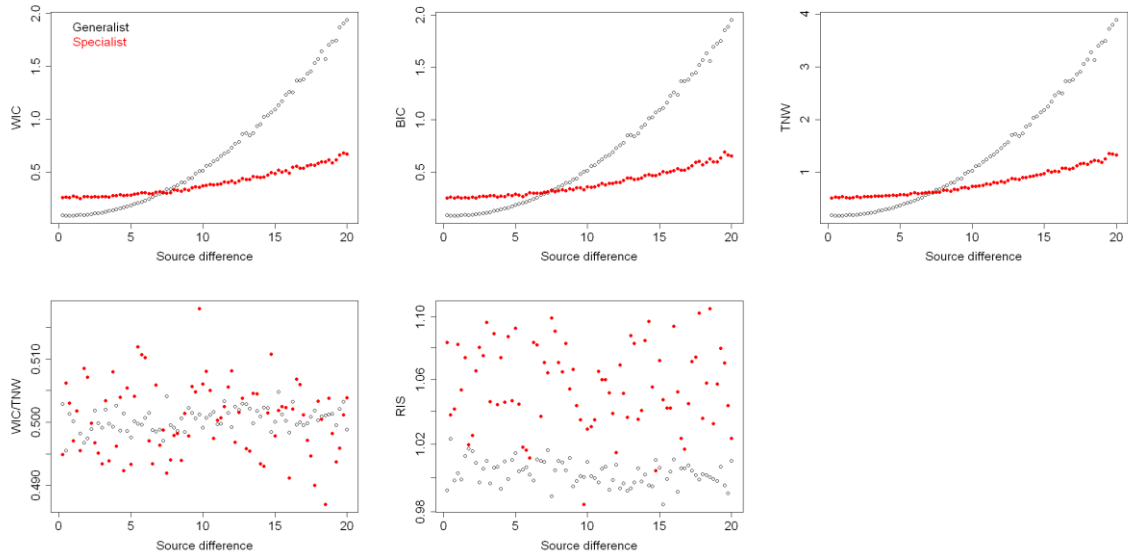 Generalist
Specialist
WIC
2.0
1.5
1.0
0.5
0 5 10 15 20
Source difference
BIC
2.0
1.5
1.0
0.5
0 5 10 15 20
Source difference
TNW
4
3
2
1
0 5 10 15 20
Source difference
WIC/TNW
0.510
0.500
0.490
0 5 10 15 20
Source difference
RIS
1.10
1.06
1.02
0.98
0 5 10 15 20
Source difference